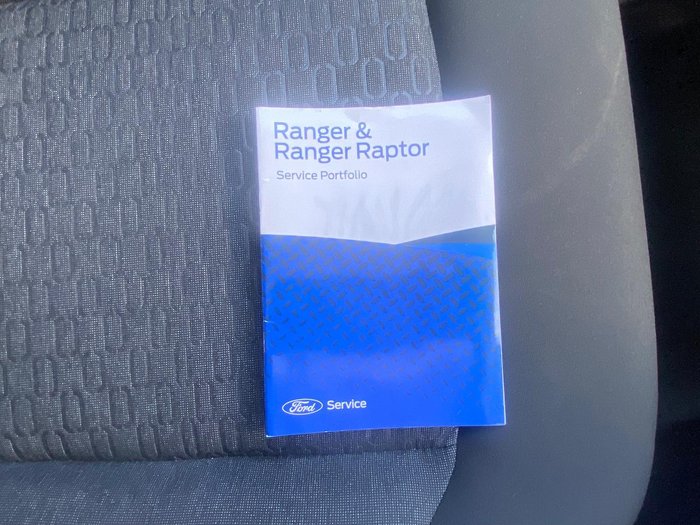 Ranger &
Ranger Raptor
Service Portfolio
Ford Service